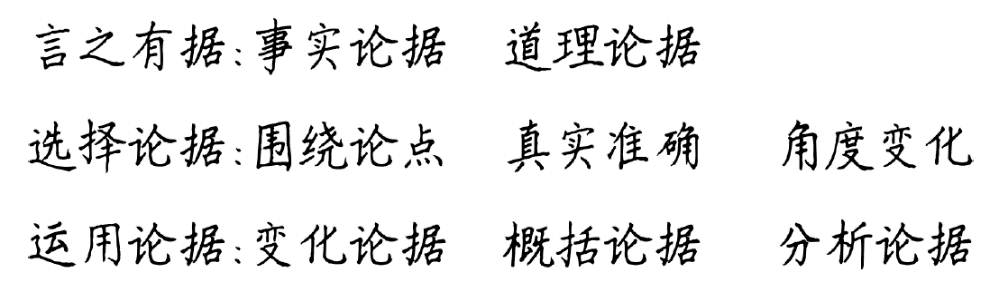 言之有据:事实论据 道理论据
选择论据:围绕论点 真实准确 角度变化
运用论据:变化论据 概括论据 分析论据